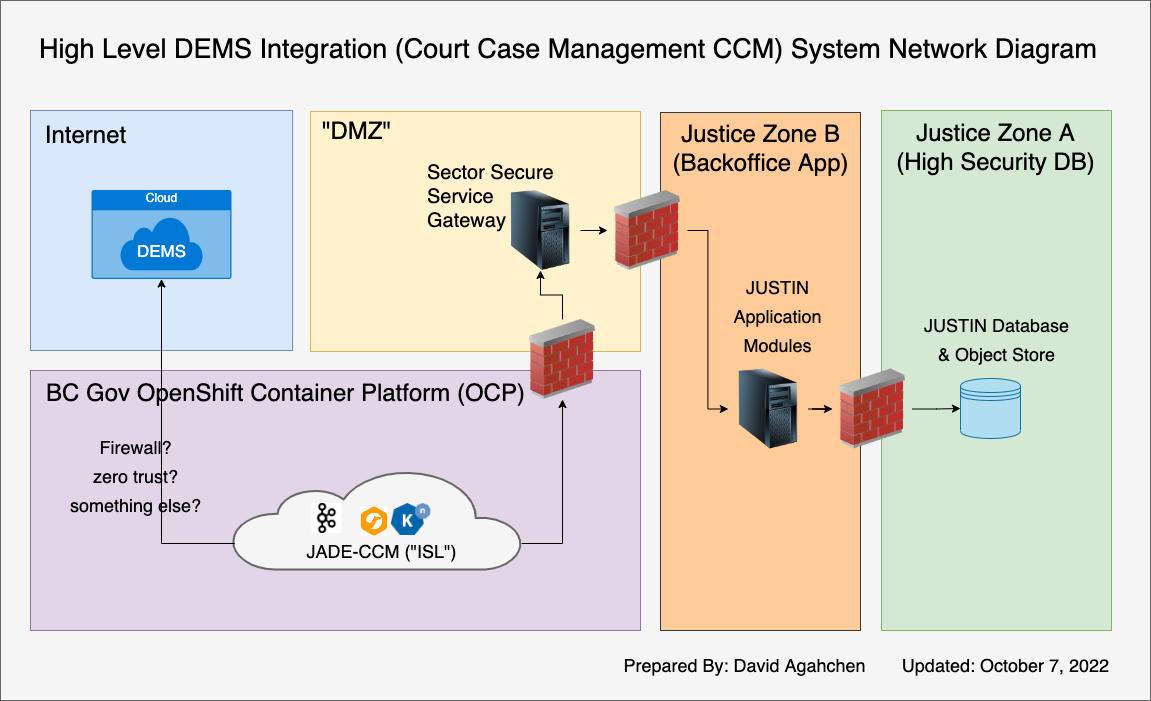 High Level DEMS Integration (Court Case Management CCM) System Network Diagram
Internet
Cloud
DEMS
"DMZ"
Sector Secure
Service
Gateway
Justice Zone B
(Backoffice App)
JUSTIN
Application
Modules
Justice Zone A
(High Security DB)
JUSTIN Database
& Object Store
BC Gov OpenShift Container Platform (OCP)
Firewall?
zero trust?
something else?
K
n
JADE-CCM ("ISL")
Prepared By: David Agahchen
Updated: October 7, 2022